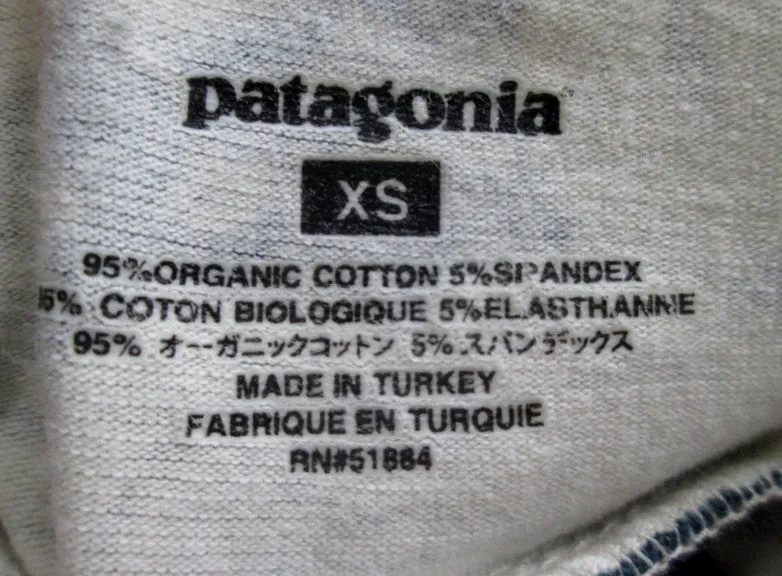 patagonia
XS
95%ORGANIC COTTON 5%SPANDEX
95% COTON BIOLOGIQUE 5%ELASTHANNE
95% オーガニックコットン 5%スパンデックス
MADE IN TURKEY
FABRIQUE EN TURQUIE
RN#51884